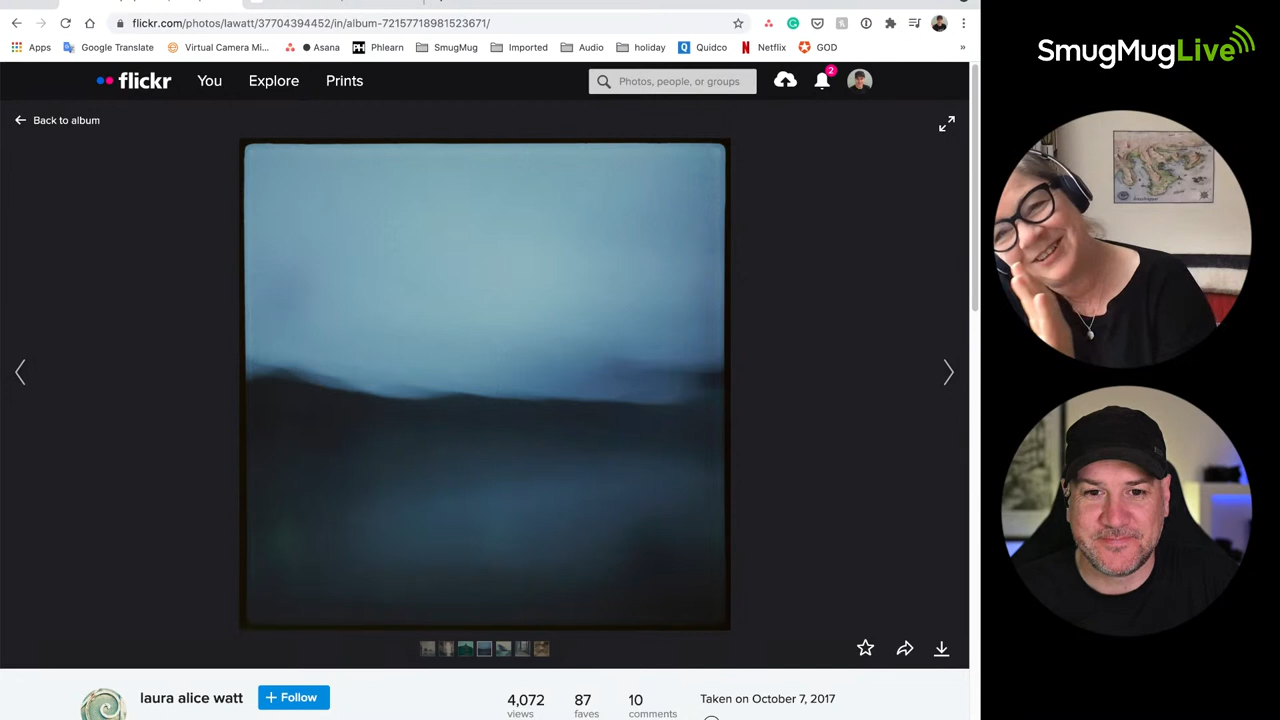 flickr.com/photos/lawatt/37704394452/in/album-72157718981523671/
Apps Google Translate Virtual Camera Mi... Asana Phlearn SmugMug Imported Audio holiday Quidco Netflix GOD »
flickr You Explore Prints Photos, people, or groups 2
Back to album
laura alice watt + Follow
4,072 87 10
views faves comments
Taken on October 7, 2017
SmugMugLive